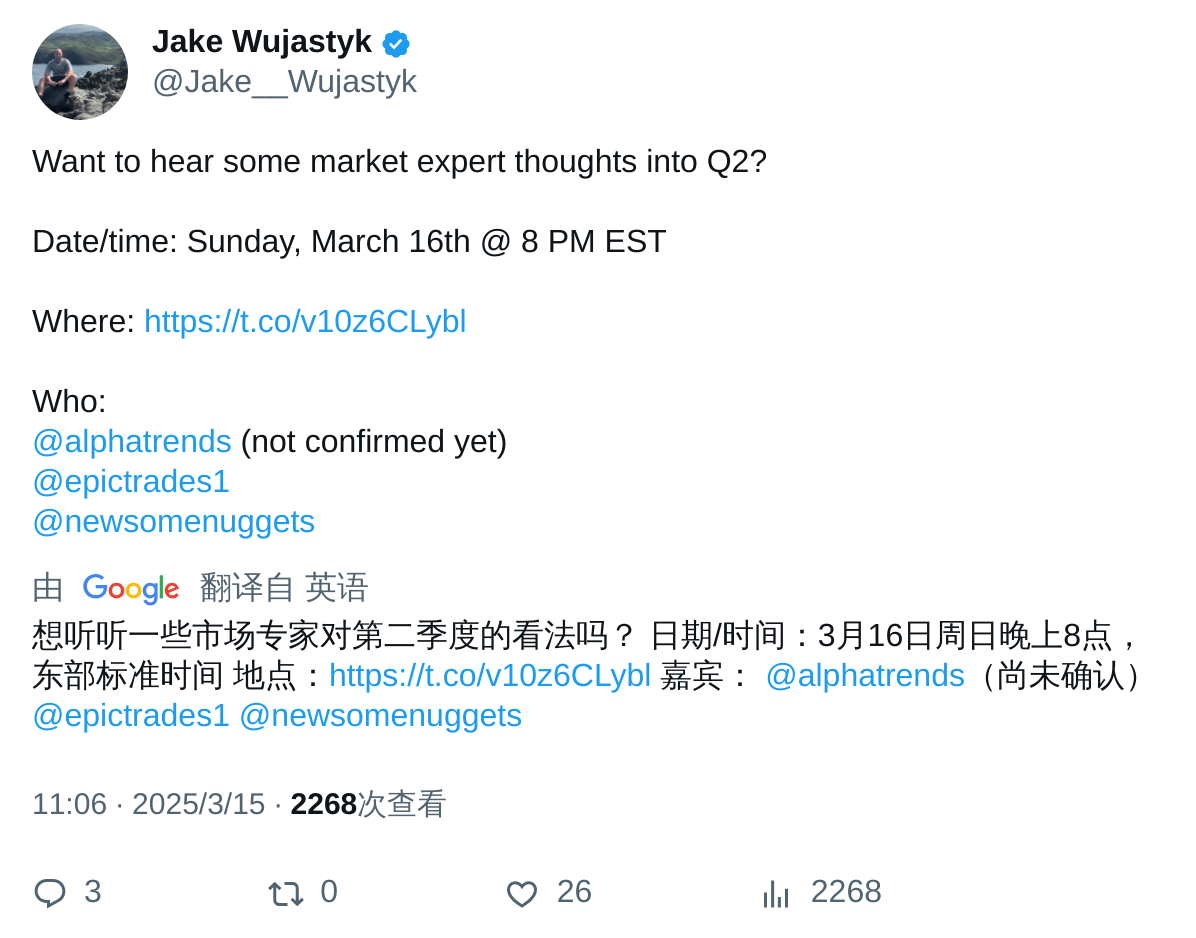 Jake Wujastyk
@Jake__Wujastyk
Want to hear some market expert thoughts into Q2?
Date/time: Sunday, March 16th @ 8 PM EST
Where: https://t.co/v10z6CLybl
Who:
@alphatrends (not confirmed yet)
@epictrades1
@newsomenuggets
由 Google 翻译自 英语
想听听一些市场专家对第二季度的看法吗？ 日期/时间：3月16日周日晚上8点，
东部标准时间 地点：https://t.co/v10z6CLybl 嘉宾： @alphatrends（尚未确认）
@epictrades1 @newsomenuggets
11:06 · 2025/3/15 · 2268次查看
3 0 26 2268